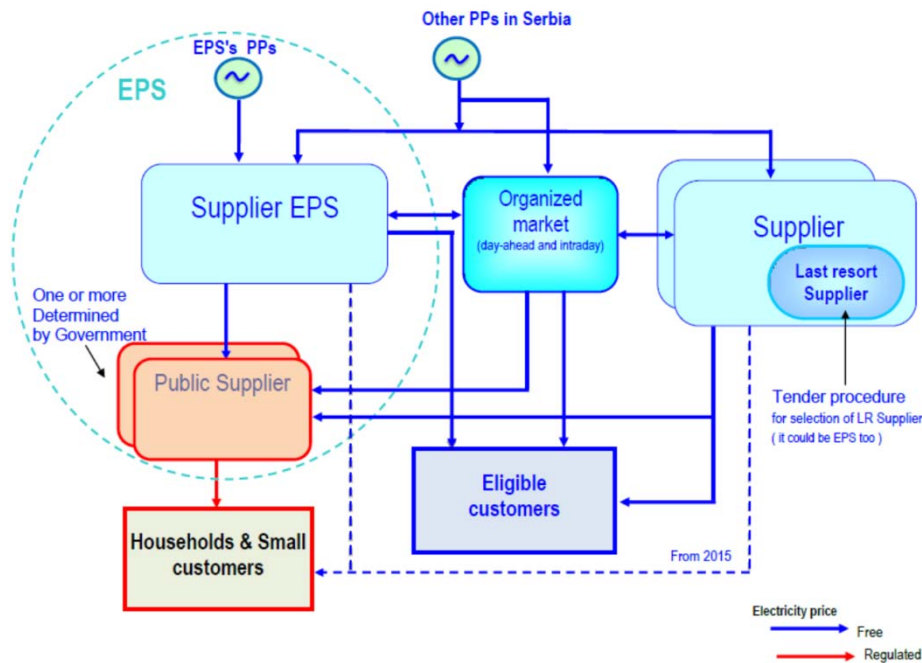 Other PPs in Serbia
EPS's PPs
EPS
Supplier EPS
Organized
market
(day-ahead and intraday)
Supplier
Last resort
Supplier
One or more
Determined
by Government
Public Supplier
Tender procedure
for selection of LR Supplier
( it could be EPS too )
Eligible
customers
Households & Small
customers
From 2015
Electricity price
Free
Regulated